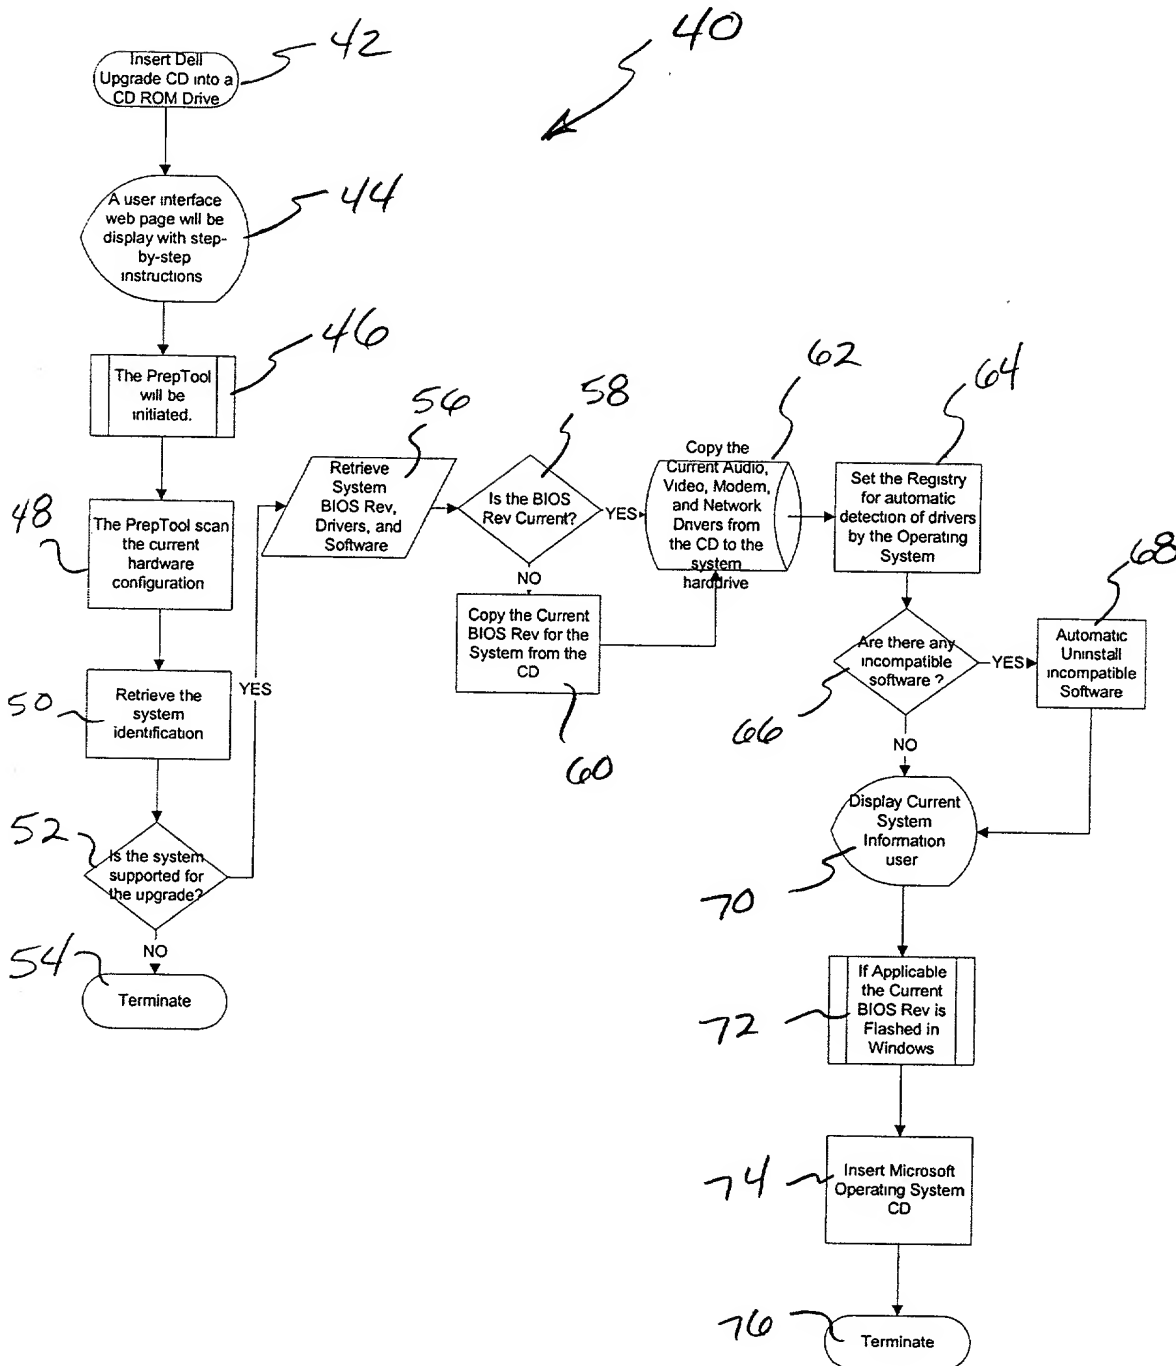 40
42
Insert Dell
Upgrade CD into a
CD ROM Drive
44
A user interface
web page will be
display with step-
by-step
instructions
46
The PrepTool
will be
initiated.
48
The PrepTool scan
the current
hardware
configuration
50
Retrieve the
system
identification
52
Is the system
supported for
the upgrade?
YES
NO
54
Terminate
56
Retrieve
System
BIOS Rev,
Drivers, and
Software
58
Is the BIOS
Rev Current?
YES
NO
Copy the Current
BIOS Rev for the
System from the
CD
60
62
Copy the
Current Audio,
Video, Modem,
and Network
Drivers from
the CD to the
system
harddrive
64
Set the Registry
for automatic
detection of drivers
by the Operating
System
66
Are there any
incompatible
software ?
YES
NO
68
Automatic
Uninstall
Incompatible
Software
70
Display Current
System
Information
user
72
If Applicable
the Current
BIOS Rev is
Flashed in
Windows
74
Insert Microsoft
Operating System
CD
76
Terminate